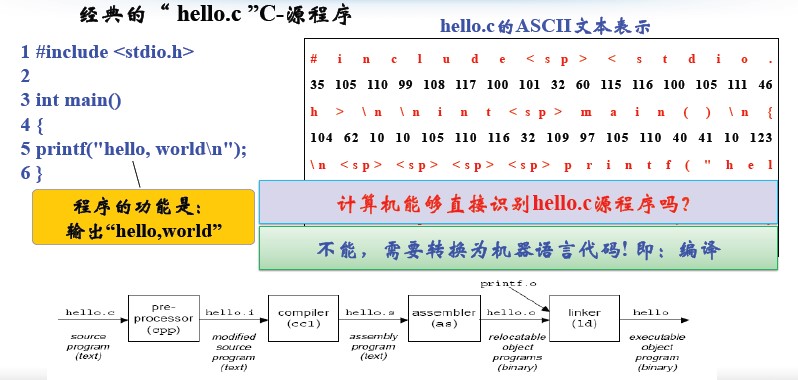 经典的“ hello.c ”C-源程序
1 #include <stdio.h>
2
3 int main()
4 {
5 printf("hello, world\n");
6 }
程序的功能是：
输出“hello,world”
hello.c的ASCII文本表示
# i n c l u d e <sp> < s t d i o .
35 105 110 99 108 117 100 101 32 60 115 116 100 105 111 46
h > \n \n i n t <sp> m a i n ( ) \n {
104 62 10 10 105 110 116 32 109 97 105 110 40 41 10 123
\n <sp> <sp> <sp> <sp> p r i n t f ( " h e l
计算机能够直接识别hello.c源程序吗？
不能，需要转换为机器语言代码！即：编译
hello.c
source
program
(text)
pre-
processor
(cpp)
hello.i
modified
source
program
(text)
compiler
(cc1)
hello.s
assembly
program
(text)
assembler
(as)
printf.o
hello.o
relocatable
object
programs
(binary)
linker
(ld)
hello
executable
object
program
(binary)